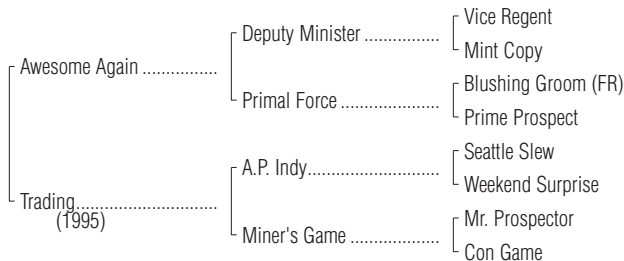 Vice Regent
Deputy Minister ................
Mint Copy
Awesome Again ................
Blushing Groom (FR)
Primal Force .....................
Prime Prospect
Seattle Slew
A.P. Indy............................
Weekend Surprise
Trading..............................
(1995)
Mr. Prospector
Miner's Game ...................
Con Game